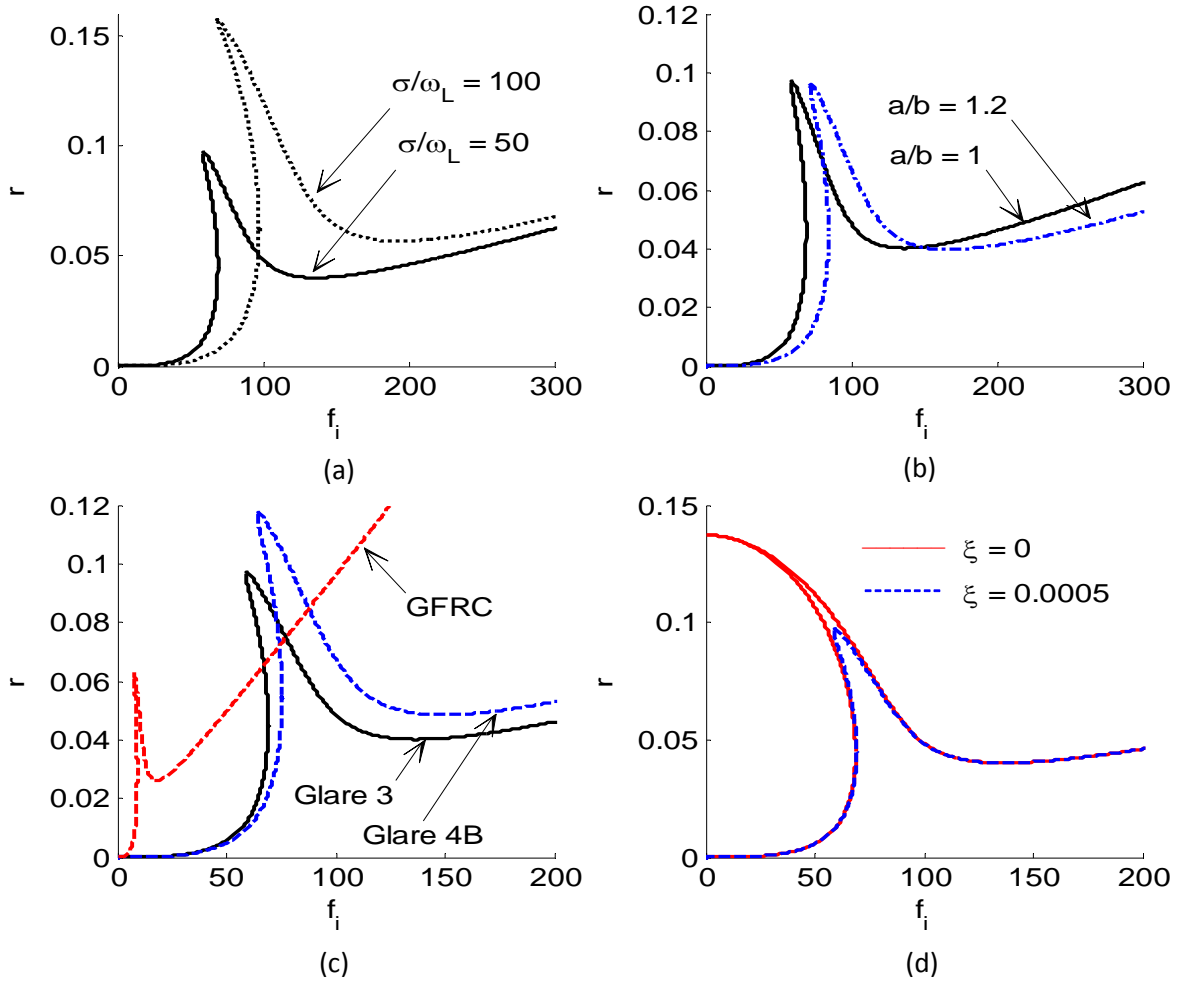 0.15
0.1
0.05
0
r
σ/ω_L = 100
σ/ω_L = 50
0 100 200 300
f_i
(a)
0.12
0.1
0.08
0.06
0.04
0.02
0
r
a/b = 1.2
a/b = 1
0 100 200 300
f_i
(b)
0.12
0.1
0.08
0.06
0.04
0.02
0
r
GFRC
Glare 3
Glare 4B
0 50 100 150 200
f_i
(c)
0.15
0.1
0.05
0
r
ξ = 0
ξ = 0.0005
0 50 100 150 200
f_i
(d)